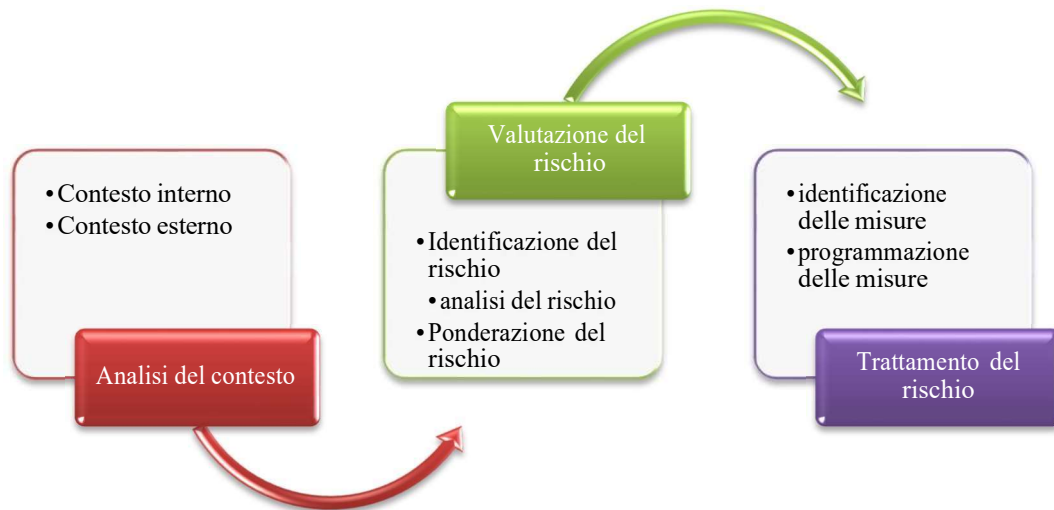 • Contesto interno
• Contesto esterno
Analisi del contesto
Valutazione del
rischio
• Identificazione del
rischio
• analisi del rischio
• Ponderazione del
rischio
• identificazione
delle misure
• programmazione
delle misure
Trattamento del
rischio